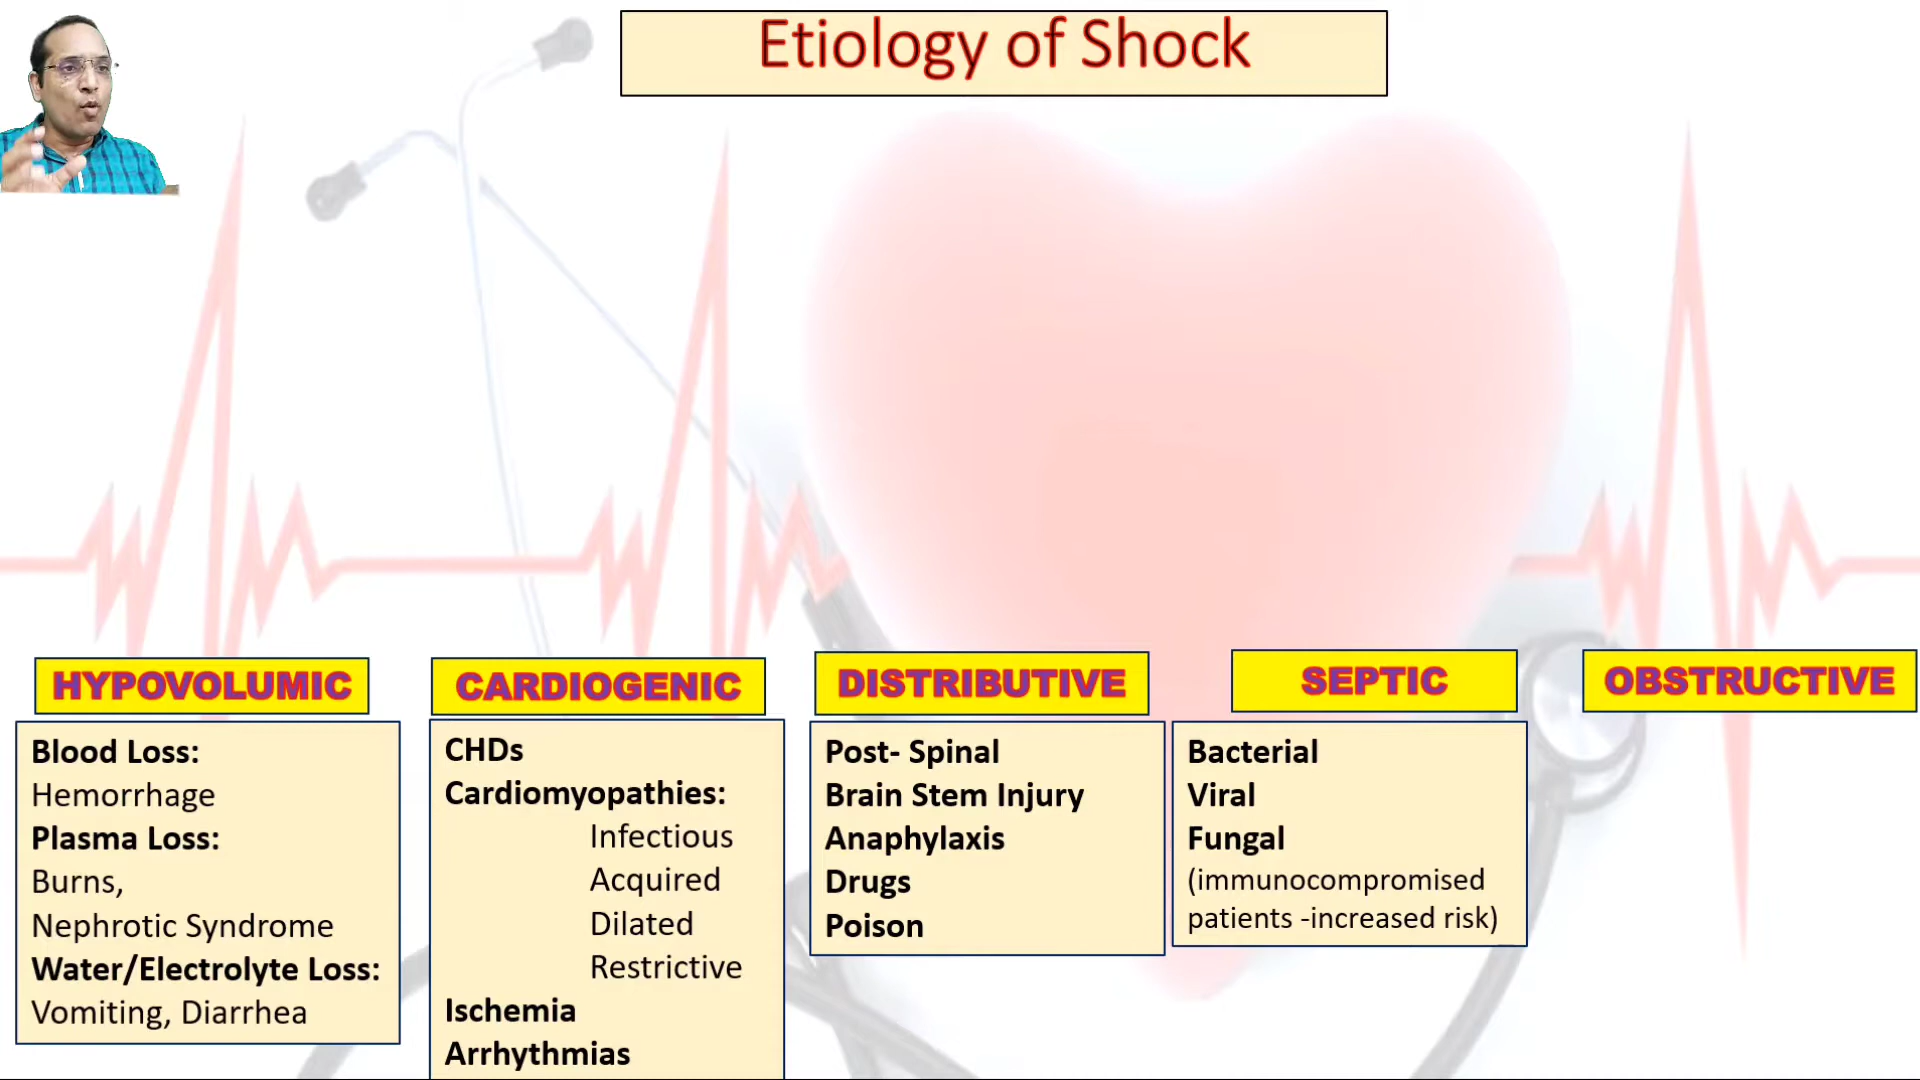 Etiology of Shock
HYPOVOLUMIC
Blood Loss:
Hemorrhage
Plasma Loss:
Burns,
Nephrotic Syndrome
Water/Electrolyte Loss:
Vomiting, Diarrhea
CARDIOGENIC
CHDs
Cardiomyopathies:
Infectious
Acquired
Dilated
Restrictive
Ischemia
Arrhythmias
DISTRIBUTIVE
Post- Spinal
Brain Stem Injury
Anaphylaxis
Drugs
Poison
SEPTIC
Bacterial
Viral
Fungal
(immunocompromised
patients -increased risk)
OBSTRUCTIVE